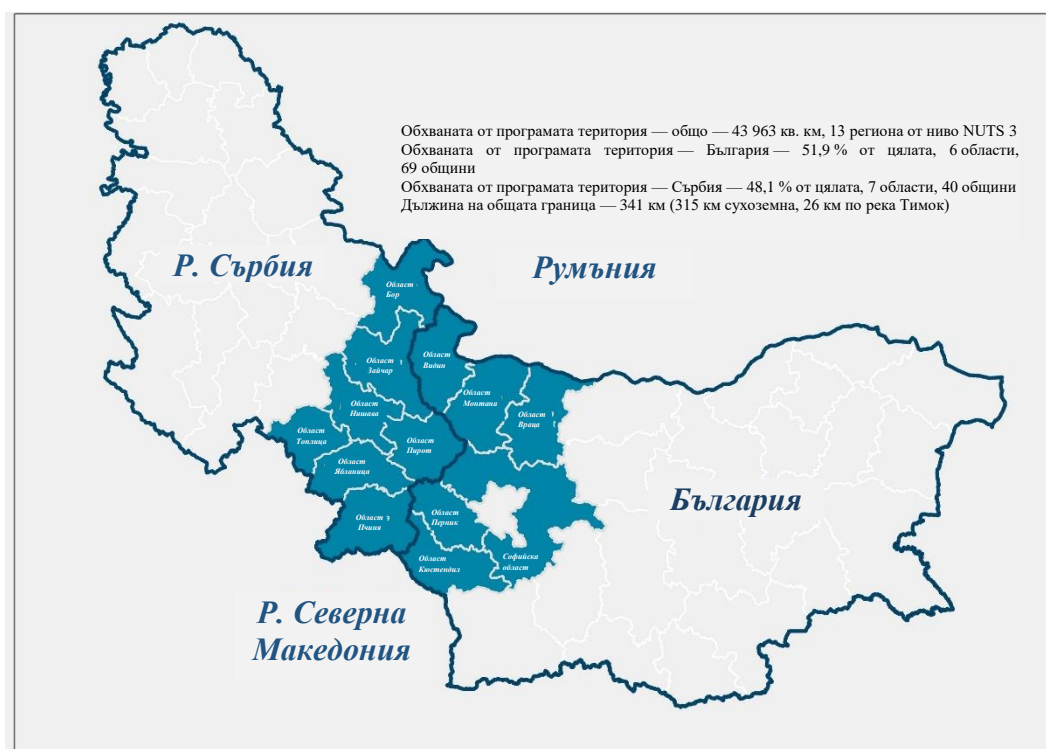 Обхваната от програмата територия — общо — 43 963 кв. км, 13 региона от ниво NUTS 3
Обхваната от програмата територия — България — 51,9 % от цялата, 6 области,
69 общини
Обхваната от програмата територия — Сърбия — 48,1 % от цялата, 7 области, 40 общини
Дължина на общата граница — 341 км (315 км сухоземна, 26 км по река Тимок)
Р. Сърбия
Румъния
Област
Бор
Област
Зайчар
Област
Видин
Област
Монтана
Област
Враца
Област
Нишава
Област
Топлица
Област
Пирот
Област
Ябланица
Област
Пчиня
Област
Перник
Област
Кюстендил
Софийска
област
България
Р. Северна
Македония